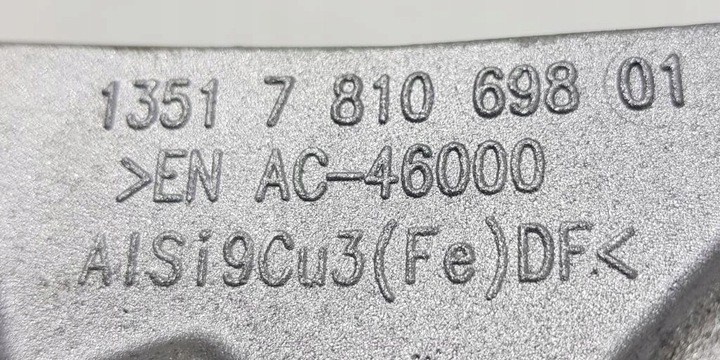 1351 7 810 698 01
>EN AC-46000
AlSi9Cu3(Fe)DF<